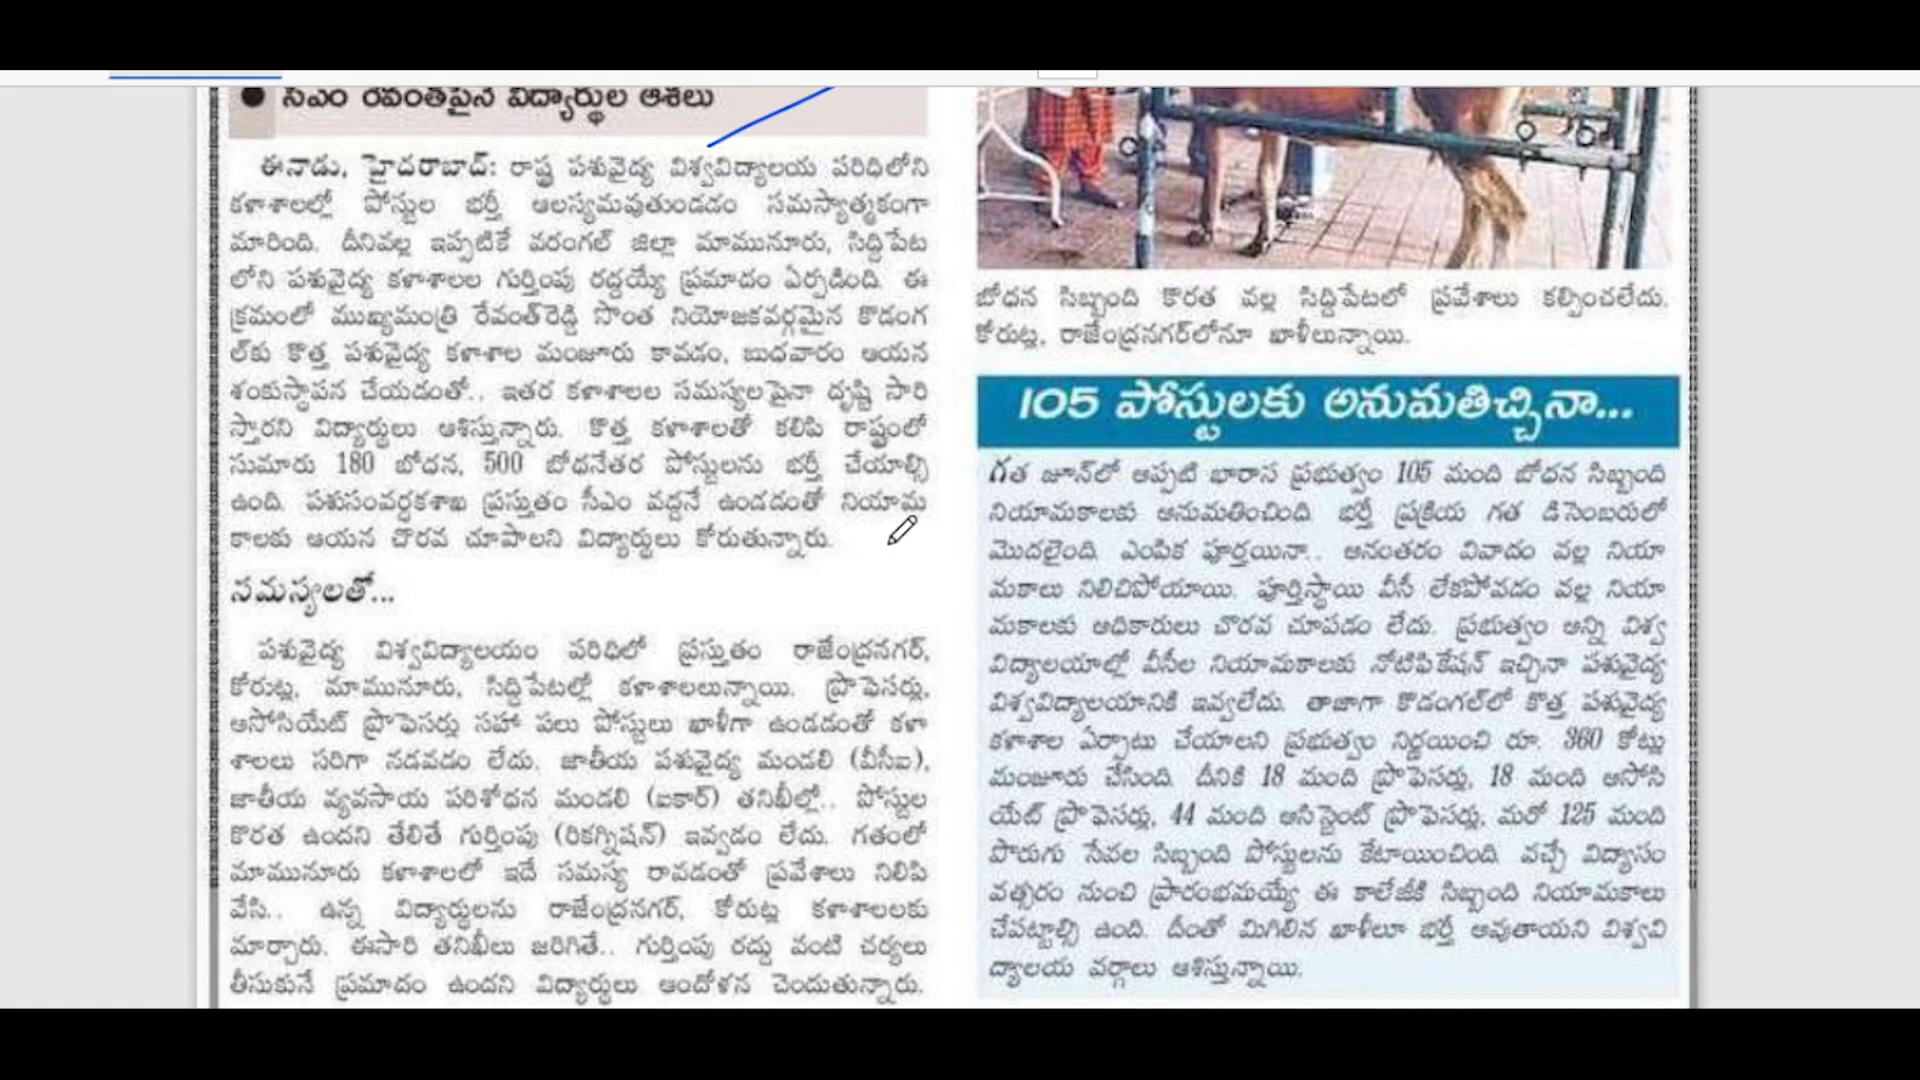 ● సీఎం రేవంత్‌పైనే విద్యార్థుల ఆశలు
ఈనాడు, హైదరాబాద్: రాష్ట్ర పశువైద్య విశ్వవిద్యాలయ పరిధిలోని
కళాశాలల్లో పోస్టుల భర్తీ ఆలస్యమవుతుండడం సమస్యాత్మకంగా
మారింది. దీనివల్ల ఇప్పటికే వరంగల్ జిల్లా మామునూరు, సిద్దిపేట
లోని పశువైద్య కళాశాలల గుర్తింపు రద్దయ్యే ప్రమాదం ఏర్పడింది. ఈ
క్రమంలో ముఖ్యమంత్రి రేవంత్‌రెడ్డి సొంత నియోజకవర్గమైన కొడంగ
ల్‌కు కొత్త పశువైద్య కళాశాల మంజూరు కావడం, బుధవారం ఆయన
శంకుస్థాపన చేయడంతో.. ఇతర కళాశాలల సమస్యలపైనా దృష్టి సారి
స్తారని విద్యార్థులు ఆశిస్తున్నారు. కొత్త కళాశాలతో కలిపి రాష్ట్రంలో
సుమారు 180 బోధన, 500 బోధనేతర పోస్టులను భర్తీ చేయాల్సి
ఉంది. పశుసంవర్ధకశాఖ ప్రస్తుతం సీఎం వద్దనే ఉండడంతో నియామ
కాలకు ఆయన చొరవ చూపాలని విద్యార్థులు కోరుతున్నారు.
సమస్యలతో...
పశువైద్య విశ్వవిద్యాలయం పరిధిలో ప్రస్తుతం రాజేంద్రనగర్,
కోరుట్ల, మామునూరు, సిద్దిపేటల్లో కళాశాలలున్నాయి. ప్రొఫెసర్లు,
అసోసియేట్ ప్రొఫెసర్లు సహా పలు పోస్టులు ఖాళీగా ఉండడంతో కళా
శాలలు సరిగా నడవడం లేదు. జాతీయ పశువైద్య మండలి (వీసీఐ),
జాతీయ వ్యవసాయ పరిశోధన మండలి (ఐకార్) తనిఖీల్లో.. పోస్టుల
కొరత ఉందని తేలితే గుర్తింపు (రికగ్నిషన్) ఇవ్వడం లేదు. గతంలో
మామునూరు కళాశాలలో ఇదే సమస్య రావడంతో ప్రవేశాలు నిలిపి
వేసి.. ఉన్న విద్యార్థులను రాజేంద్రనగర్, కోరుట్ల కళాశాలలకు
మార్చారు. ఈసారి తనిఖీలు జరిగితే.. గుర్తింపు రద్దు వంటి చర్యలు
తీసుకునే ప్రమాదం ఉందని విద్యార్థులు ఆందోళన చెందుతున్నారు.
బోధన సిబ్బంది కొరత వల్ల సిద్దిపేటలో ప్రవేశాలు కల్పించలేదు.
కోరుట్ల, రాజేంద్రనగర్‌లోనూ ఖాళీలున్నాయి.
105 పోస్టులకు అనుమతిచ్చినా...
గత జూన్‌లో అప్పటి భారాస ప్రభుత్వం 105 మంది బోధన సిబ్బంది
నియామకాలకు అనుమతించింది. భర్తీ ప్రక్రియ గత డిసెంబరులో
మొదలైంది. ఎంపిక పూర్తయినా.. అనంతరం వివాదం వల్ల నియా
మకాలు నిలిచిపోయాయి. పూర్తిస్థాయి వీసీ లేకపోవడం వల్ల నియా
మకాలకు అధికారులు చొరవ చూపడం లేదు. ప్రభుత్వం అన్ని విశ్వ
విద్యాలయాల్లో వీసీల నియామకాలకు నోటిఫికేషన్ ఇచ్చినా పశువైద్య
విశ్వవిద్యాలయానికి ఇవ్వలేదు. తాజాగా కొడంగల్‌లో కొత్త పశువైద్య
కళాశాల ఏర్పాటు చేయాలని ప్రభుత్వం నిర్ణయించి రూ. 360 కోట్లు
మంజూరు చేసింది. దీనికి 18 మంది ప్రొఫెసర్లు, 18 మంది అసోసి
యేట్ ప్రొఫెసర్లు, 44 మంది అసిస్టెంట్ ప్రొఫెసర్లు, మరో 125 మంది
పొరుగు సేవల సిబ్బంది పోస్టులను కేటాయించింది. వచ్చే విద్యాసం
వత్సరం నుంచి ప్రారంభమయ్యే ఈ కాలేజీకి సిబ్బంది నియామకాలు
చేపట్టాల్సి ఉంది. దీంతో మిగిలిన ఖాళీలూ భర్తీ అవుతాయని విశ్వవి
ద్యాలయ వర్గాలు ఆశిస్తున్నాయి.